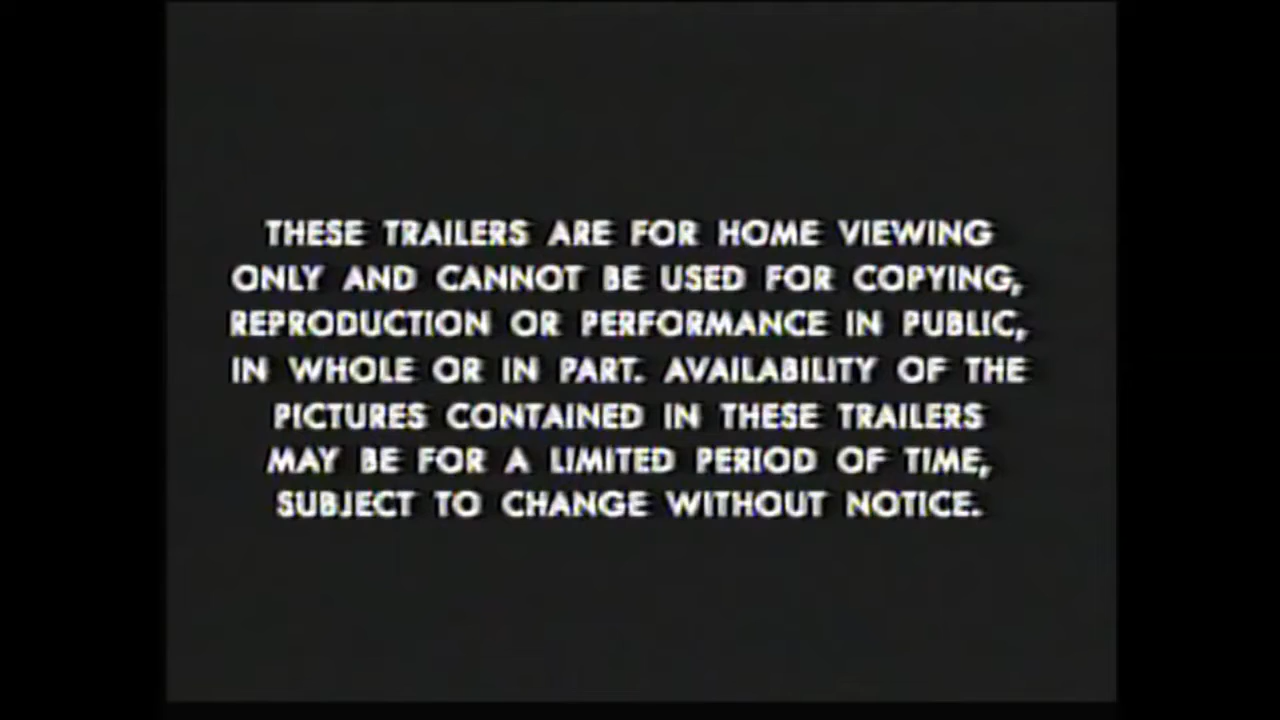 THESE TRAILERS ARE FOR HOME VIEWING
ONLY AND CANNOT BE USED FOR COPYING,
REPRODUCTION OR PERFORMANCE IN PUBLIC,
IN WHOLE OR IN PART. AVAILABILITY OF THE
PICTURES CONTAINED IN THESE TRAILERS
MAY BE FOR A LIMITED PERIOD OF TIME,
SUBJECT TO CHANGE WITHOUT NOTICE.